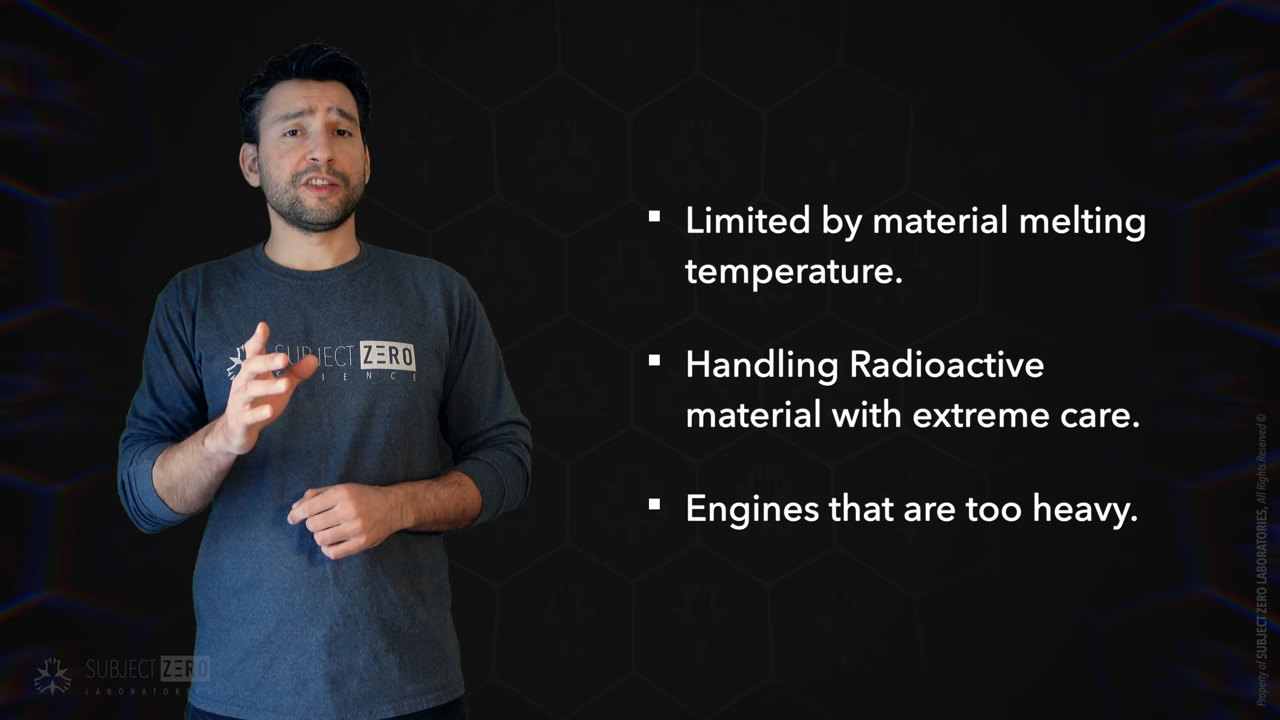 Limited by material melting
temperature.
Handling Radioactive
material with extreme care.
Engines that are too heavy.
SUBJECT ZERO
SCIENCE
SUBJECT ZERO
LABORATORIES
Property of SUBJECT ZERO LABORATORIES, All Rights Reserved ©